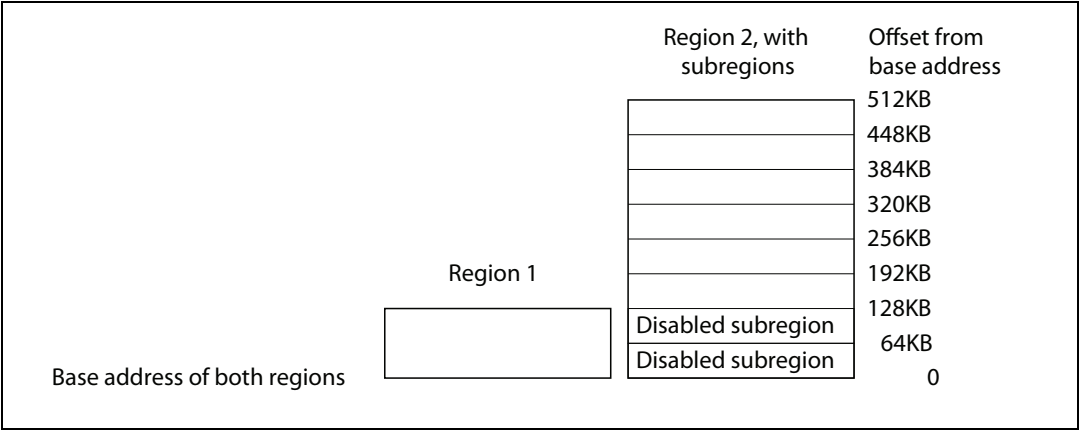 Region 2, with
subregions
Offset from
base address
512KB
448KB
384KB
320KB
256KB
Region 1
192KB
128KB
Disabled subregion
64KB
Disabled subregion
Base address of both regions
0